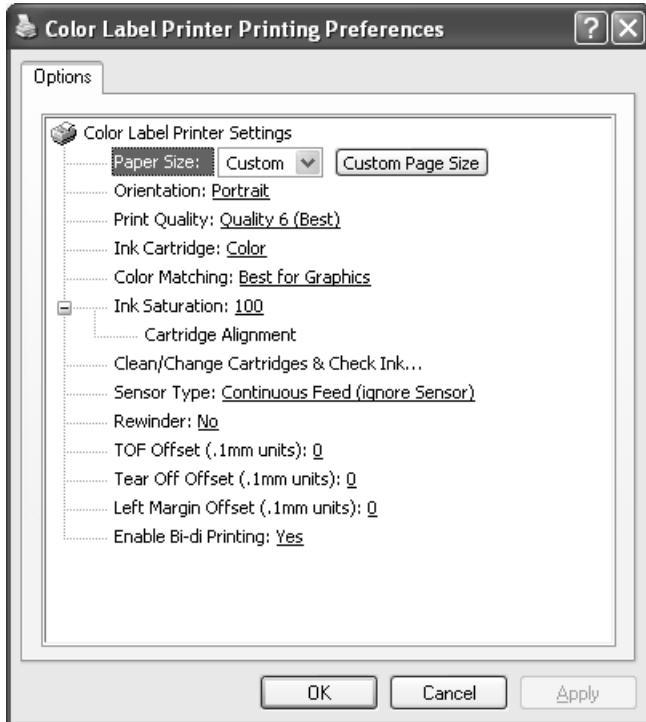 Color Label Printer Printing Preferences
Options
Color Label Printer Settings
Paper Size: Custom Custom Page Size
Orientation: Portrait
Print Quality: Quality 6 (Best)
Ink Cartridge: Color
Color Matching: Best for Graphics
Ink Saturation: 100
Cartridge Alignment
Clean/Change Cartridges & Check Ink...
Sensor Type: Continuous Feed (ignore Sensor)
Rewinder: No
TOF Offset (.1mm units): 0
Tear Off Offset (.1mm units): 0
Left Margin Offset (.1mm units): 0
Enable Bi-di Printing: Yes
OK Cancel Apply